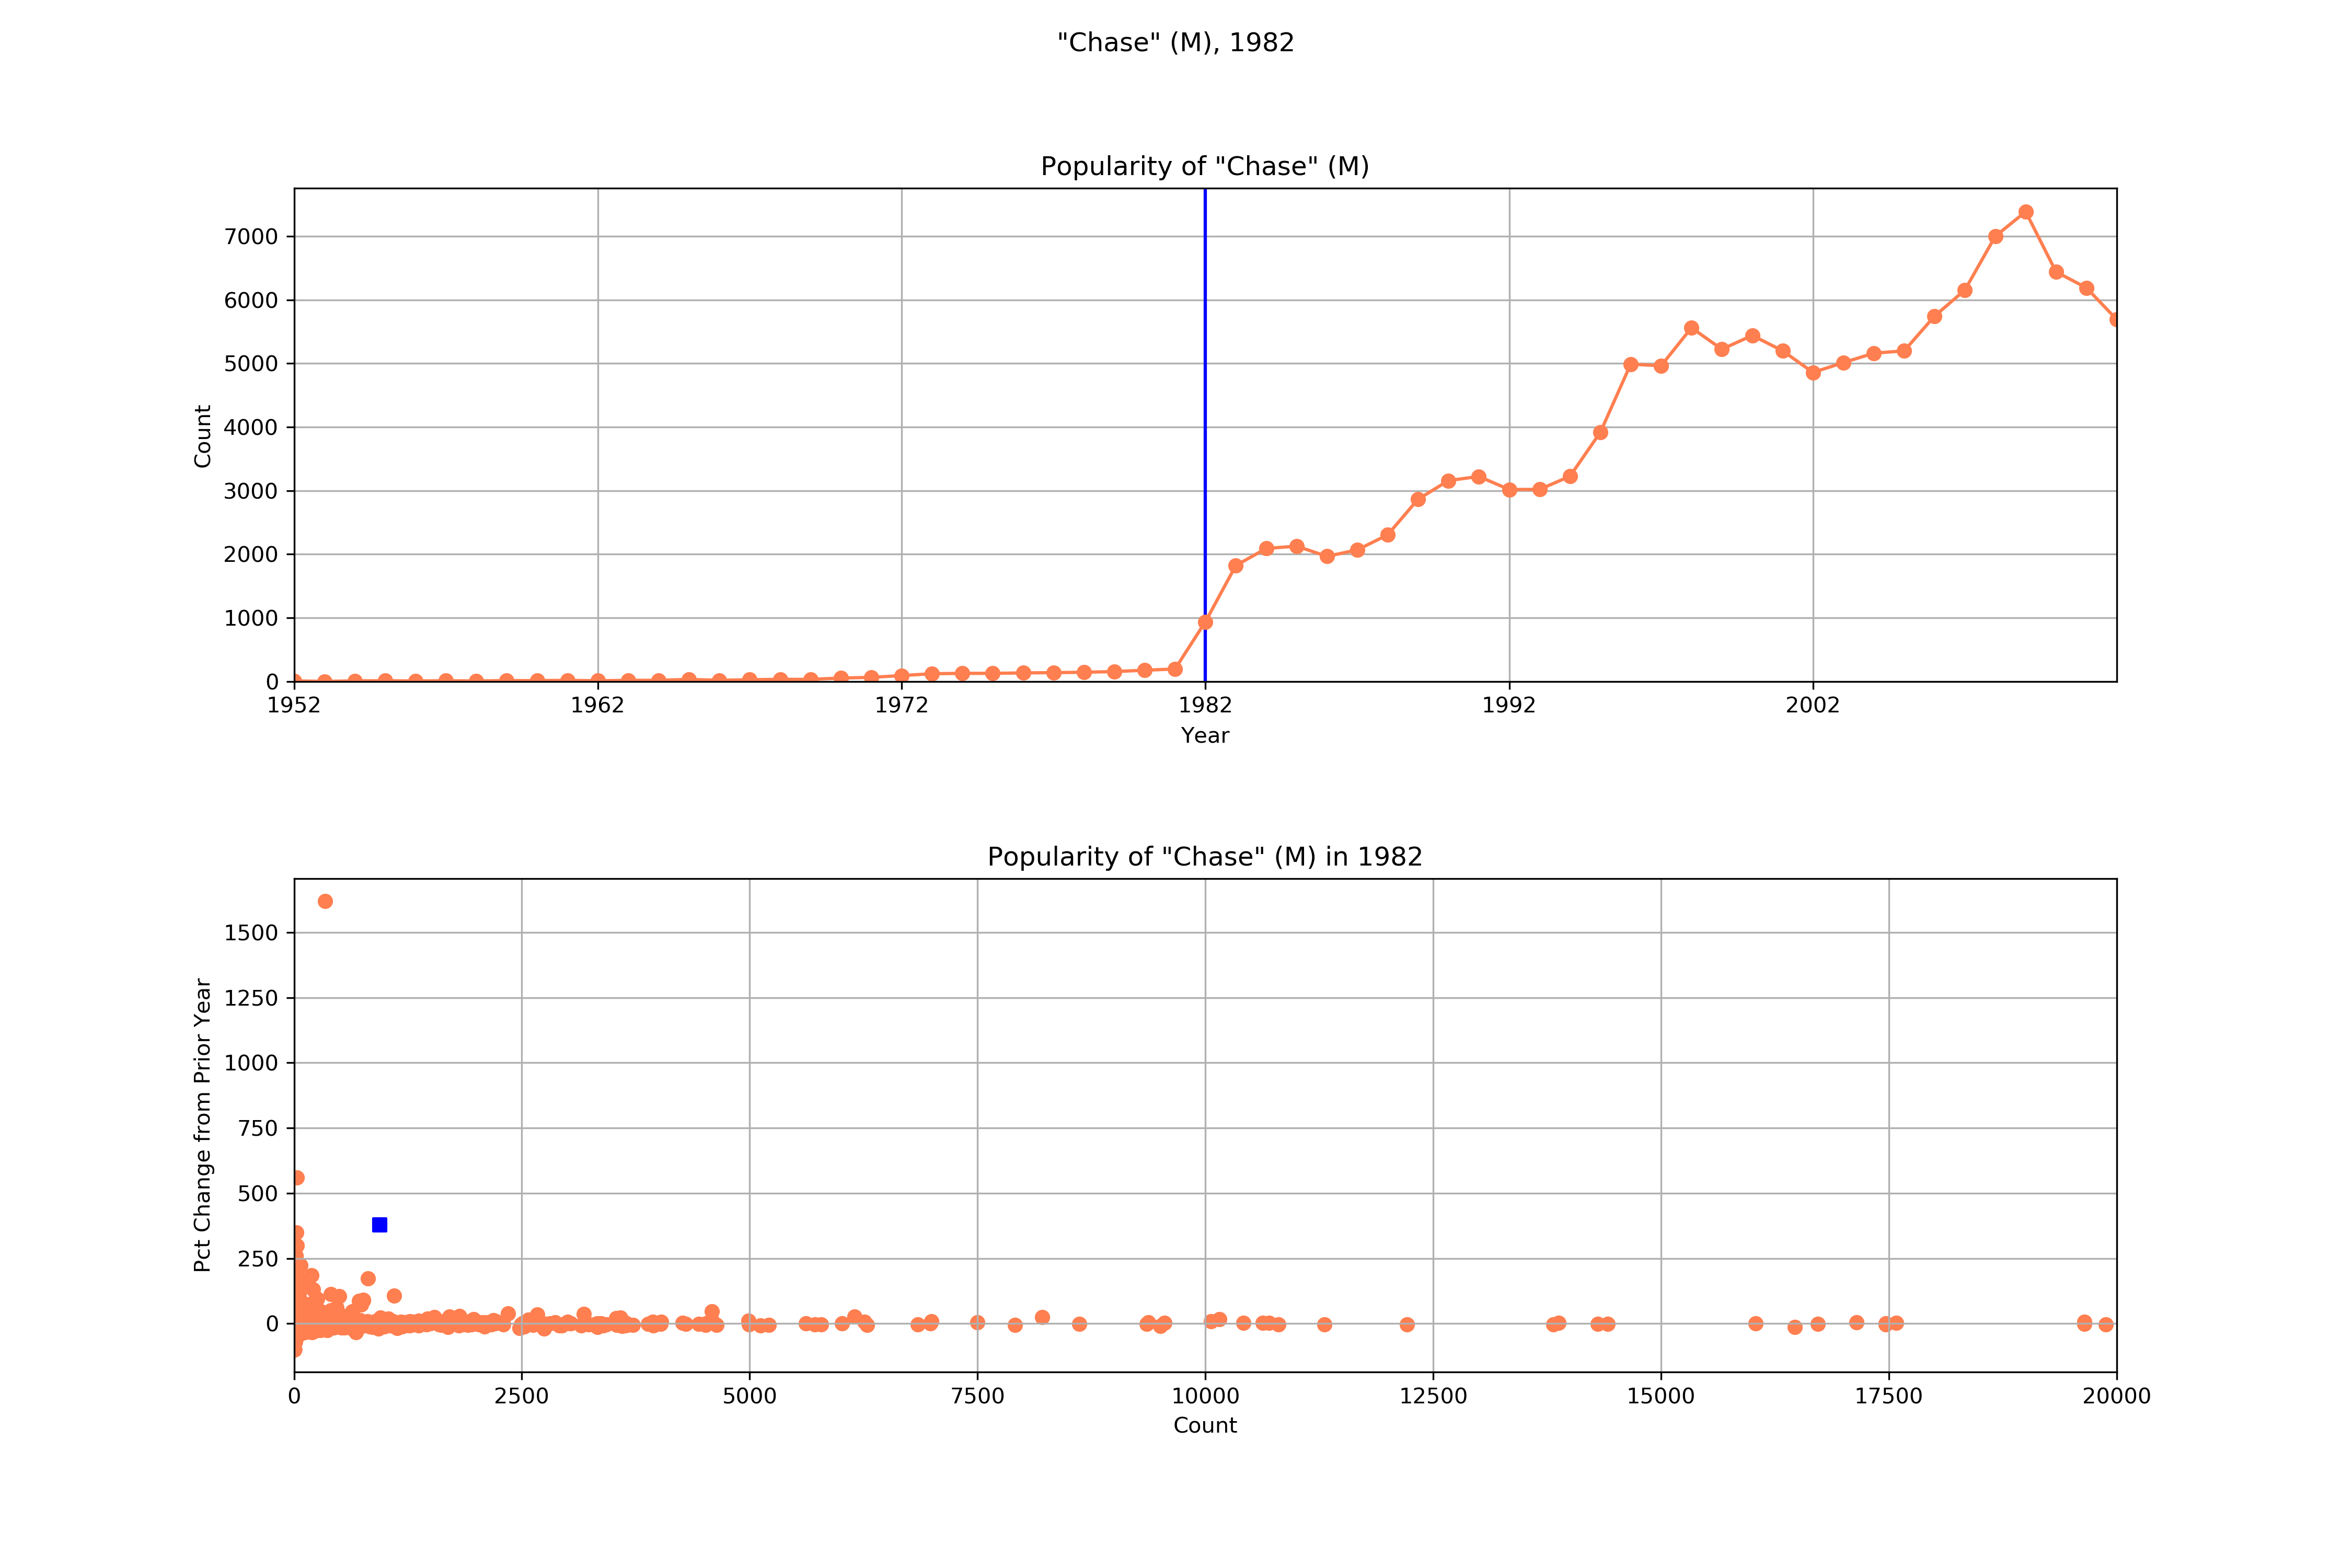 "Chase" (M), 1982
Popularity of "Chase" (M)
7000
6000
5000
4000
3000
2000
1000
0
Count
1952 1962 1972 1982 1992 2002
Year
Popularity of "Chase" (M) in 1982
1500
1250
1000
750
500
250
0
Pct Change from Prior Year
0 2500 5000 7500 10000 12500 15000 17500 20000
Count